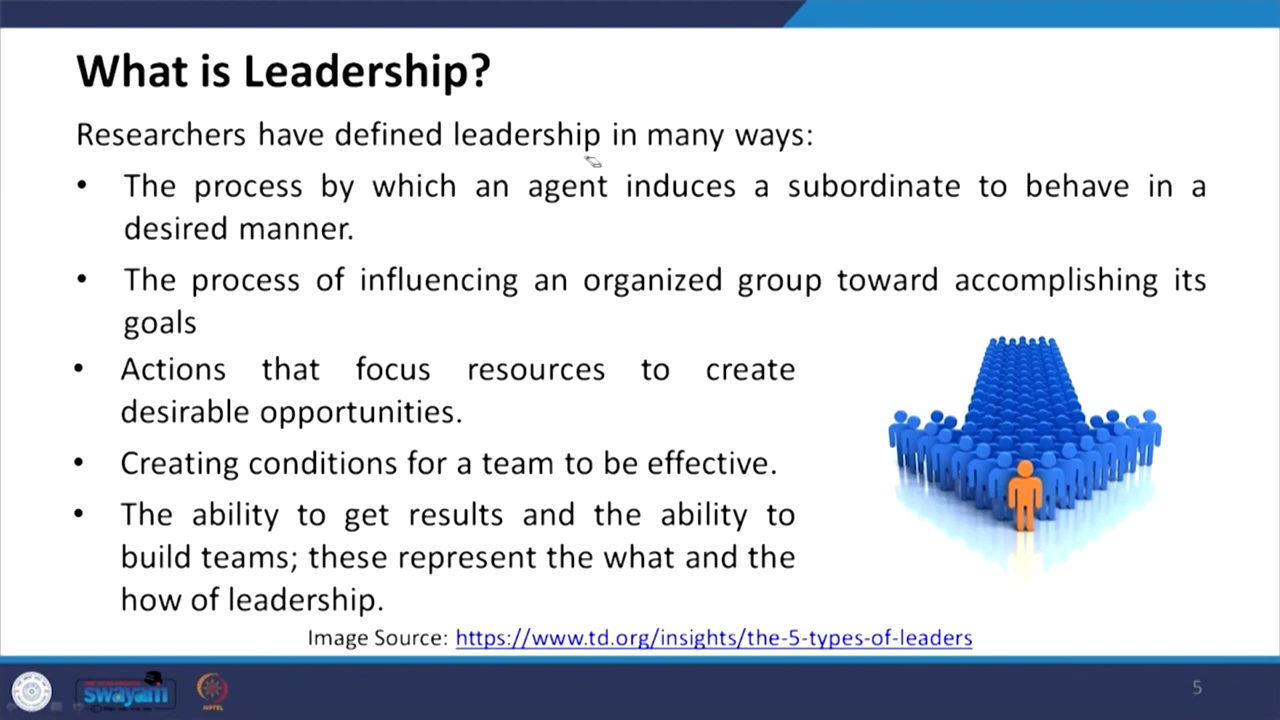 What is Leadership?
Researchers have defined leadership in many ways:
• The process by which an agent induces a subordinate to behave in a
desired manner.
• The process of influencing an organized group toward accomplishing its
goals
• Actions that focus resources to create
desirable opportunities.
• Creating conditions for a team to be effective.
• The ability to get results and the ability to
build teams; these represent the what and the
how of leadership.
Image Source: https://www.td.org/insights/the-5-types-of-leaders
swayam
NPTEL
5